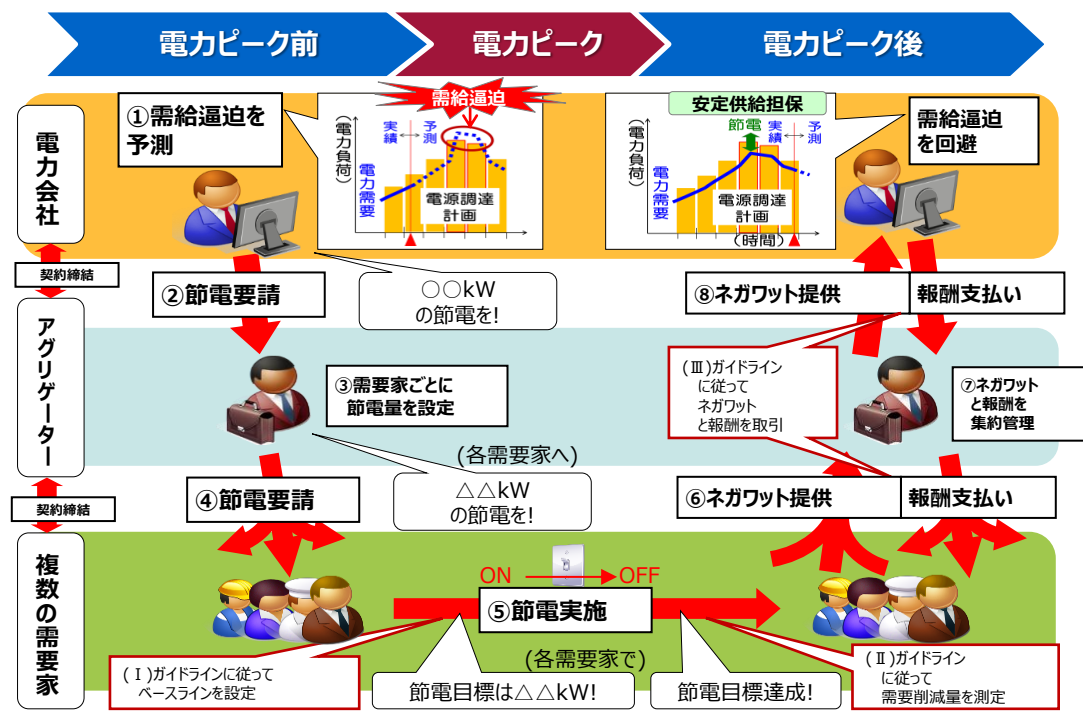 電力ピーク前
電力ピーク
電力ピーク後
電力会社
①需給逼迫を
予測
需給逼迫
(電力負荷)
実績
予測
電力需要
電源調達
計画
安定供給担保
節電
(電力負荷)
実績
予測
電力需要
電源調達
計画
(時間)
需給逼迫
を回避
契約締結
②節電要請
○○kW
の節電を!
⑧ネガワット提供
報酬支払い
アグリゲーター
③需要家ごとに
節電量を設定
(Ⅲ)ガイドライン
に従って
ネガワット
と報酬を取引
⑦ネガワット
と報酬を
集約管理
(各需要家へ)
△△kW
の節電を!
契約締結
④節電要請
⑥ネガワット提供
報酬支払い
複数の需要家
ON
OFF
⑤節電実施
(Ⅰ)ガイドラインに従って
ベースラインを設定
(各需要家で)
節電目標は△△kW!
節電目標達成!
(Ⅱ)ガイドライン
に従って
需要削減量を測定